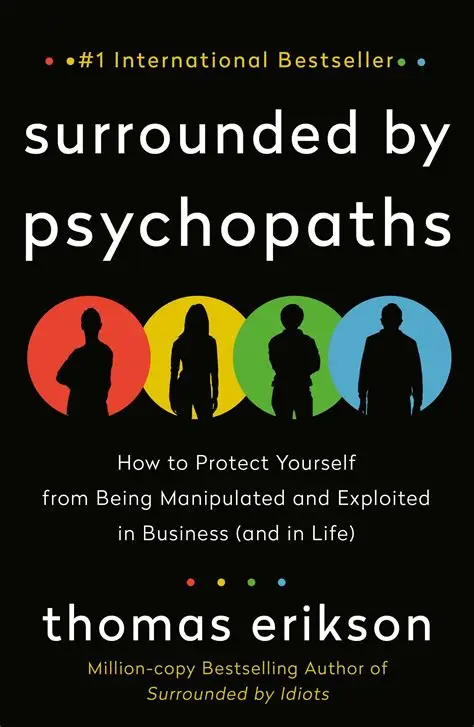 #1 International Bestseller
surrounded by
psychopaths
How to Protect Yourself
from Being Manipulated and Exploited
in Business (and in Life)
thomas erikson
Million-copy Bestselling Author of
Surrounded by Idiots